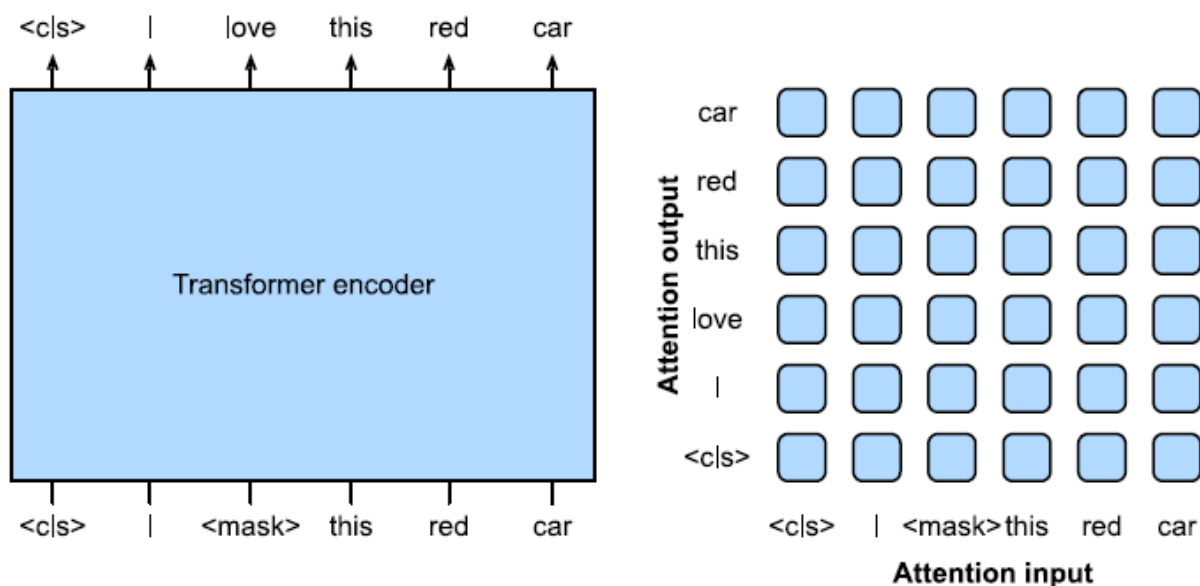 <cls> I love this red car
Transformer encoder
<cls> I <mask> this red car
car
red
this
love
I
<cls>
Attention output
<cls> I <mask> this red car
Attention input